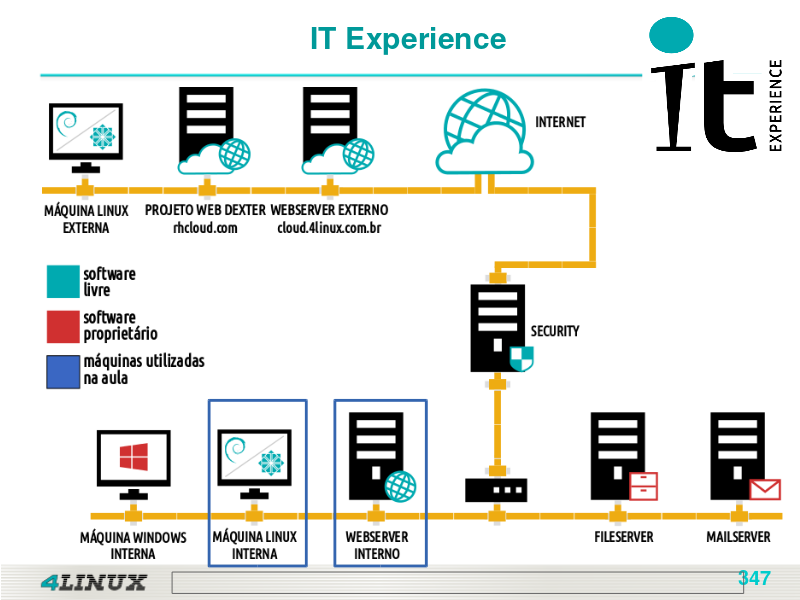 IT Experience
it
EXPERIENCE
INTERNET
MÁQUINA LINUX
EXTERNA
PROJETO WEB DEXTER
rhcloud.com
WEBSERVER EXTERNO
cloud.4linux.com.br
software
livre
software
proprietário
máquinas utilizadas
na aula
SECURITY
MÁQUINA WINDOWS
INTERNA
MÁQUINA LINUX
INTERNA
WEBSERVER
INTERNO
FILESERVER
MAILSERVER
4LINUX
347